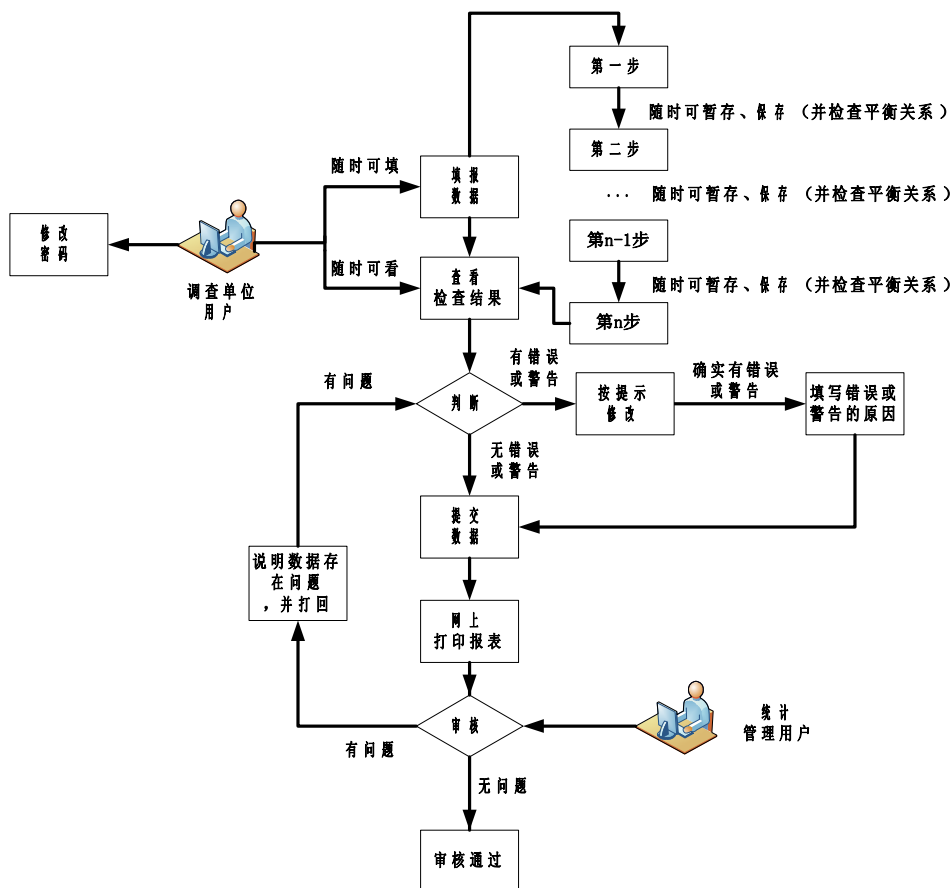 第一步
随时可暂存、保存（并检查平衡关系）
第二步
随时可填
填报
数据
...
随时可暂存、保存（并检查平衡关系）
修改
密码
第n-1步
调查单位
用户
随时可看
查看
检查结果
随时可暂存、保存（并检查平衡关系）
第n步
有问题
判断
有错误
或警告
按提示
修改
确实有错误
或警告
填写错误或
警告的原因
无错误
或警告
提交
数据
说明数据存
在问题
，并打回
网上
打印报表
审核
统计
管理用户
有问题
无问题
审核通过